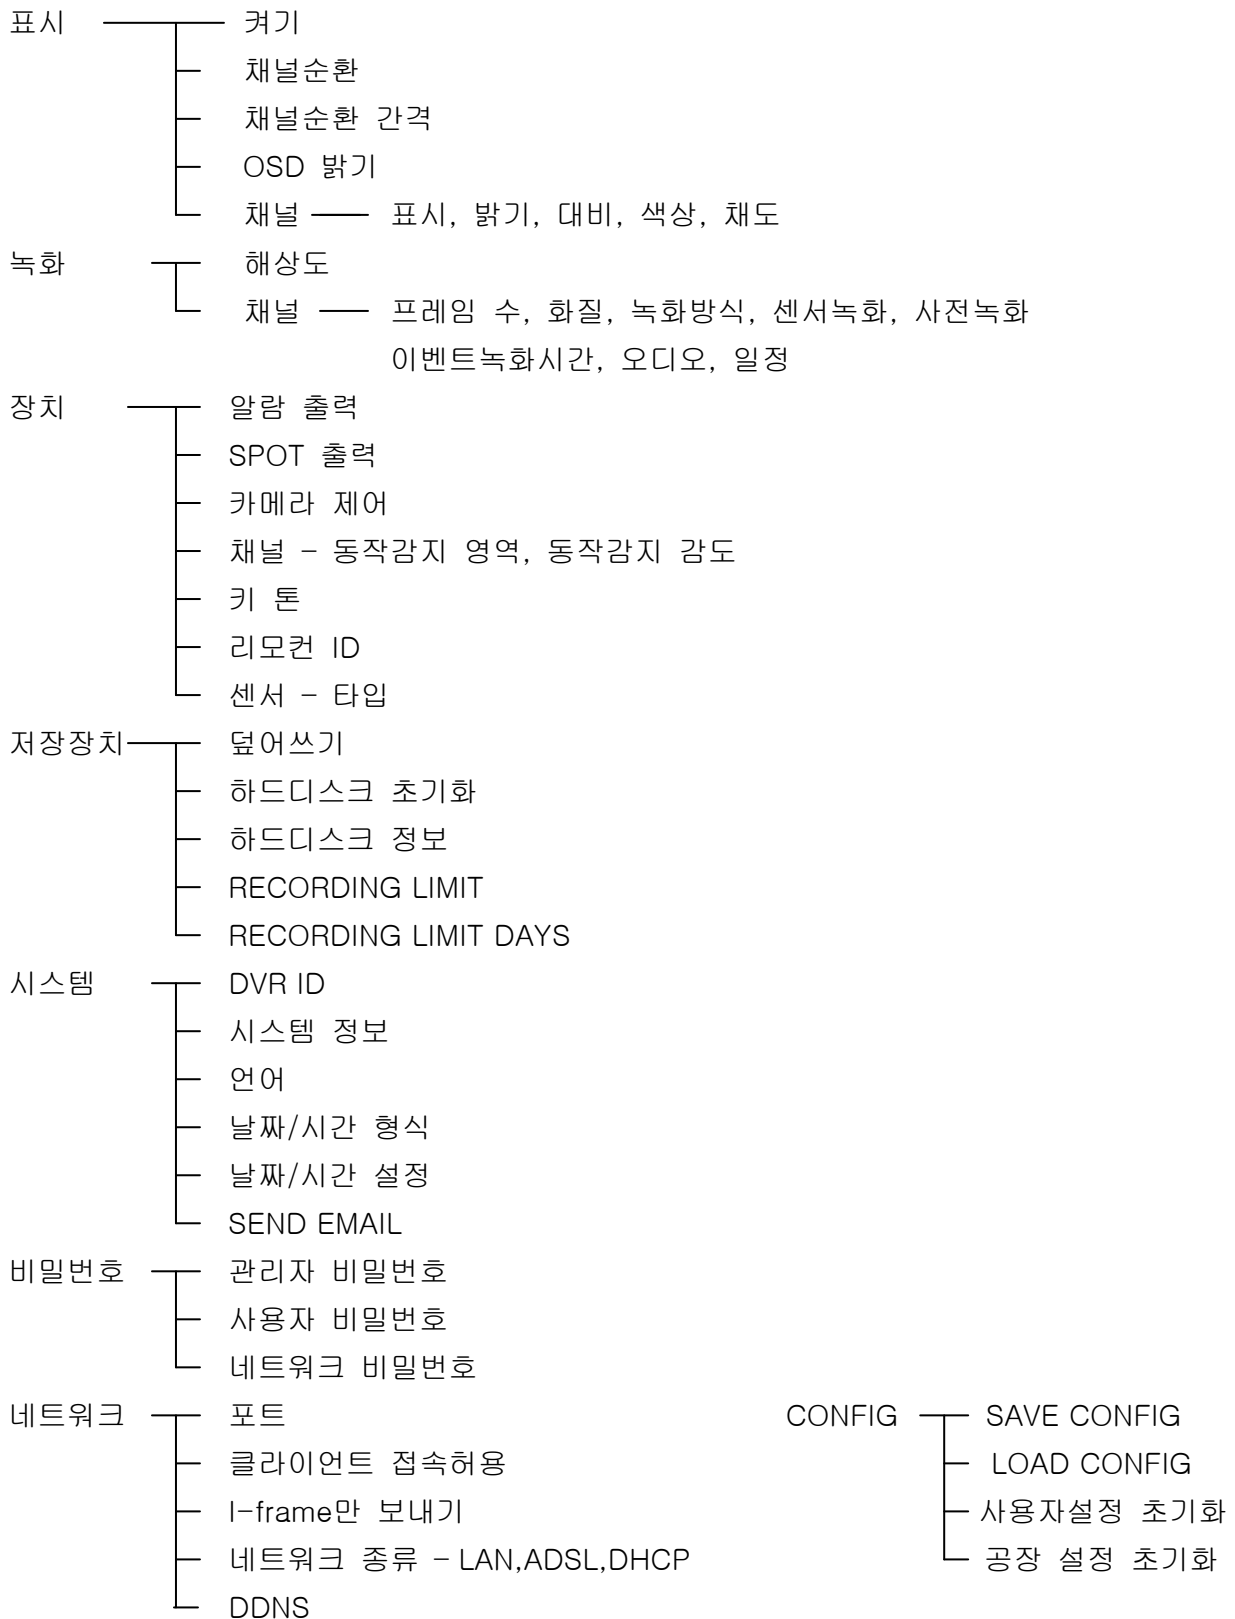 표시 켜기
채널순환
채널순환 간격
OSD 밝기
채널 표시, 밝기, 대비, 색상, 채도
녹화 해상도
채널 프레임 수, 화질, 녹화방식, 센서녹화, 사전녹화
이벤트녹화시간, 오디오, 일정
장치 알람 출력
SPOT 출력
카메라 제어
채널 - 동작감지 영역, 동작감지 감도
키 톤
리모컨 ID
센서 - 타입
저장장치 덮어쓰기
하드디스크 초기화
하드디스크 정보
RECORDING LIMIT
RECORDING LIMIT DAYS
시스템 DVR ID
시스템 정보
언어
날짜/시간 형식
날짜/시간 설정
SEND EMAIL
비밀번호 관리자 비밀번호
사용자 비밀번호
네트워크 비밀번호
네트워크 포트
클라이언트 접속허용
I-frame만 보내기
네트워크 종류 - LAN,ADSL,DHCP
DDNS
CONFIG SAVE CONFIG
LOAD CONFIG
사용자설정 초기화
공장 설정 초기화